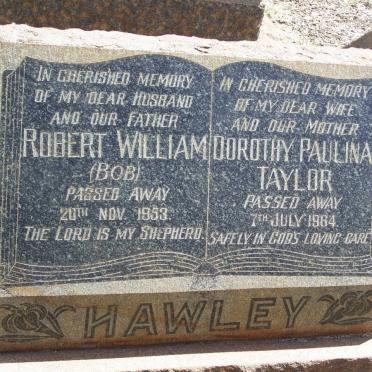 In Cherished Memory
of my dear Husband
and our Father
Robert William
(Bob)
Passed away
20th Nov. 1953.
The Lord is my Shepherd.
In Cherished Memory
of my dear Wife
and our Mother
Dorothy Paulina
Taylor
Passed away
7th July 1964
Safely in Gods loving care
HAWLEY